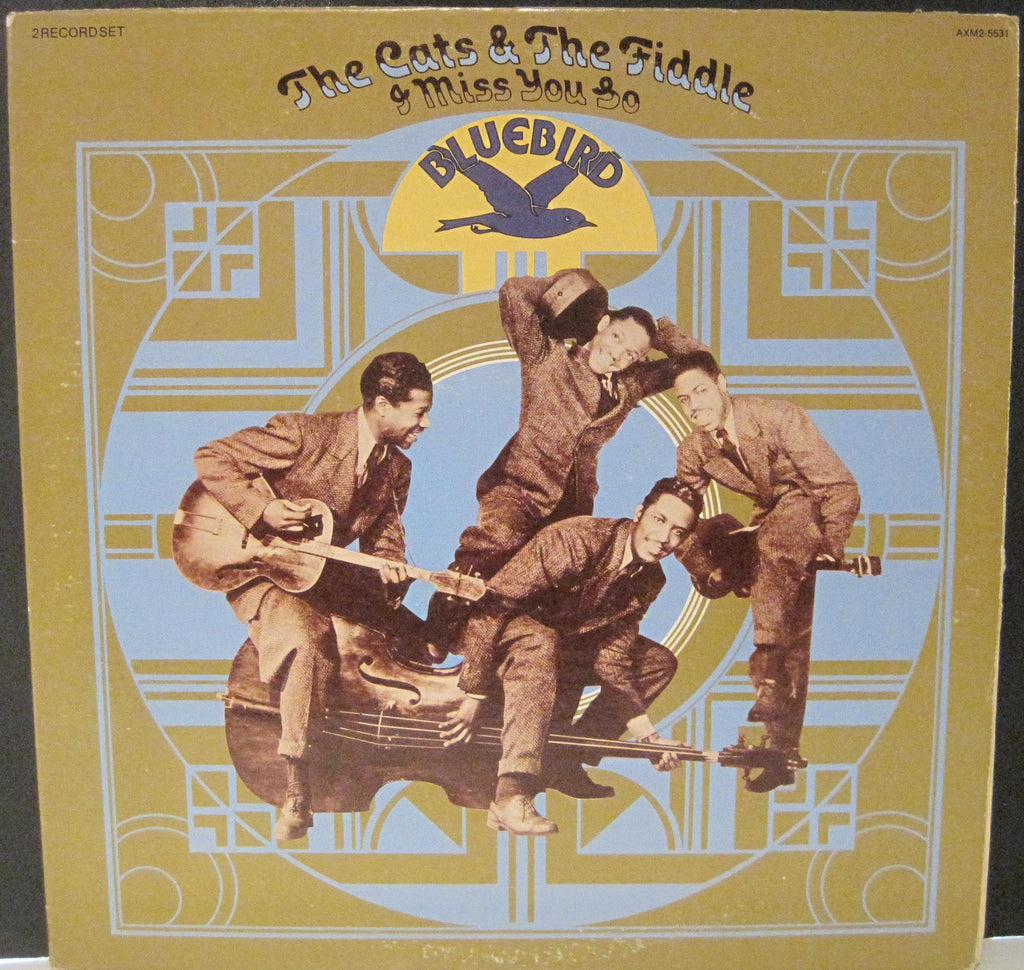 2 RECORD SET
AXM2-5531
The Cats & The Fiddle
I Miss You So
BLUEBIRD